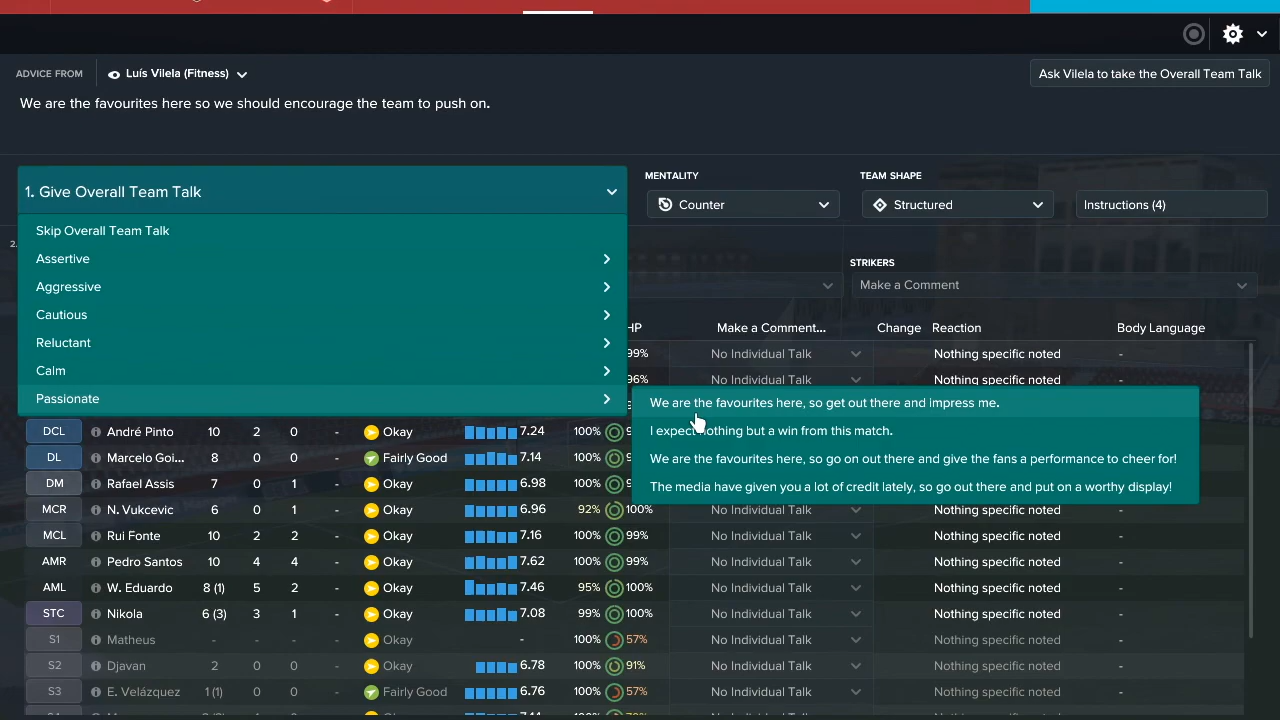 ADVICE FROM Luís Vilela (Fitness) Ask Vilela to take the Overall Team Talk
We are the favourites here so we should encourage the team to push on.
MENTALITY TEAM SHAPE
1. Give Overall Team Talk Counter Structured Instructions (4)
Skip Overall Team Talk
2.
Assertive STRIKERS
Aggressive Make a Comment
Cautious
HP Make a Comment... Change Reaction Body Language
Reluctant 99% No Individual Talk Nothing specific noted -
Calm 96% No Individual Talk Nothing specific noted -
Passionate We are the favourites here, so get out there and impress me.
I expect nothing but a win from this match.
We are the favourites here, so go on out there and give the fans a performance to cheer for!
The media have given you a lot of credit lately, so go out there and put on a worthy display!
DCL André Pinto 10 2 0 - Okay 7.24 100%
DL Marcelo Goi... 8 0 0 - Fairly Good 7.14 100%
DM Rafael Assis 7 0 1 - Okay 6.98 100%
MCR N. Vukcevic 6 0 1 - Okay 6.96 92% 100% No Individual Talk Nothing specific noted -
MCL Rui Fonte 10 2 2 - Okay 7.16 100% 99% No Individual Talk Nothing specific noted -
AMR Pedro Santos 10 4 4 - Okay 7.62 100% 99% No Individual Talk Nothing specific noted -
AML W. Eduardo 8 (1) 5 2 - Okay 7.46 95% 100% No Individual Talk Nothing specific noted -
STC Nikola 6 (3) 3 1 - Okay 7.08 99% 100% No Individual Talk Nothing specific noted -
S1 Matheus - - - - Okay - 100% 57% No Individual Talk Nothing specific noted -
S2 Djavan 2 0 0 - Okay 6.78 100% 91% No Individual Talk Nothing specific noted -
S3 E. Velázquez 1 (1) 0 0 - Fairly Good 6.76 100% 57% No Individual Talk Nothing specific noted -